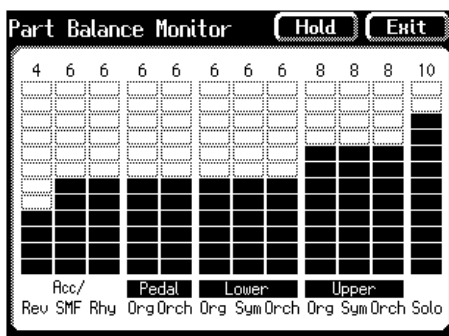 Part Balance Monitor Hold Exit
4 6 6 6 6 6 6 6 8 8 8 10
Acc/ Pedal Lower Upper
Rev SMF Rhy Org Orch Org Sym Orch Org Sym Orch Solo